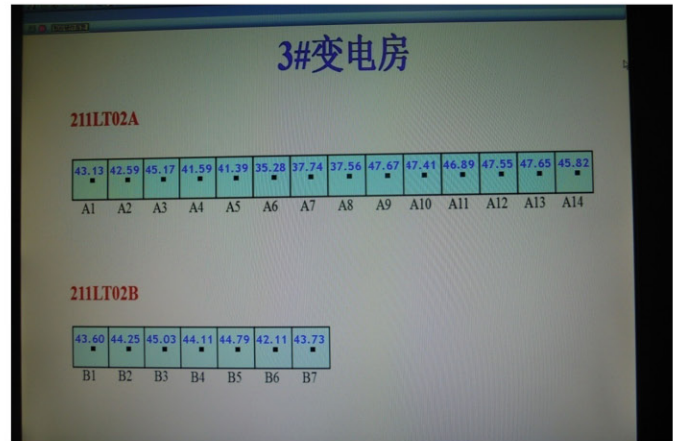 3#变电房
211LT02A
43.13 42.59 45.17 41.59 41.39 35.28 37.74 37.56 47.67 47.41 46.89 47.55 47.65 45.82
A1 A2 A3 A4 A5 A6 A7 A8 A9 A10 A11 A12 A13 A14
211LT02B
43.60 44.25 45.03 44.11 44.79 42.11 43.73
B1 B2 B3 B4 B5 B6 B7